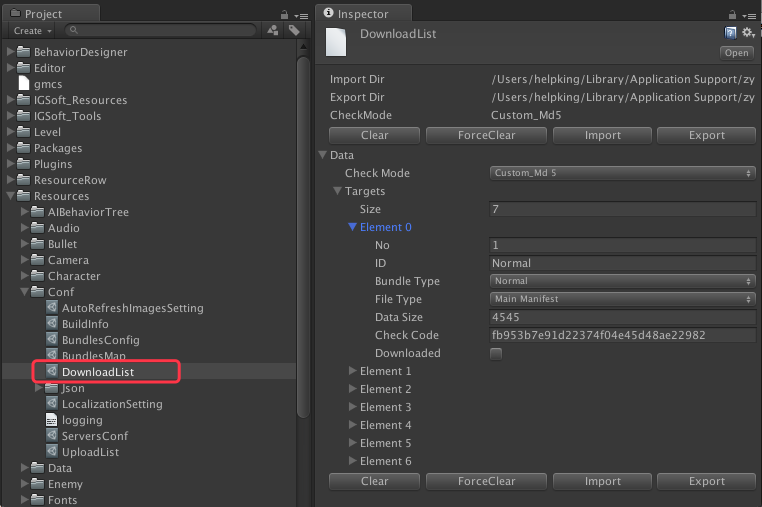 Project
Create
BehaviorDesigner
Editor
gmcs
IGSoft_Resources
IGSoft_Tools
Level
Packages
Plugins
ResourceRow
Resources
AIBehaviorTree
Audio
Bullet
Camera
Character
Conf
AutoRefreshImagesSetting
BuildInfo
BundlesConfig
BundlesMap
DownloadList
Json
LocalizationSetting
logging
ServersConf
UploadList
Data
Enemy
Fonts
Inspector
DownloadList
Open
Import Dir /Users/helpking/Library/Application Support/zy
Export Dir /Users/helpking/Library/Application Support/zy
CheckMode Custom_Md5
Clear ForceClear Import Export
Data
Check Mode Custom_Md 5
Targets
Size 7
Element 0
No 1
ID Normal
Bundle Type Normal
File Type Main Manifest
Data Size 4545
Check Code fb953b7e91d22374f04e45d48ae22982
Downloaded
Element 1
Element 2
Element 3
Element 4
Element 5
Element 6
Clear ForceClear Import Export